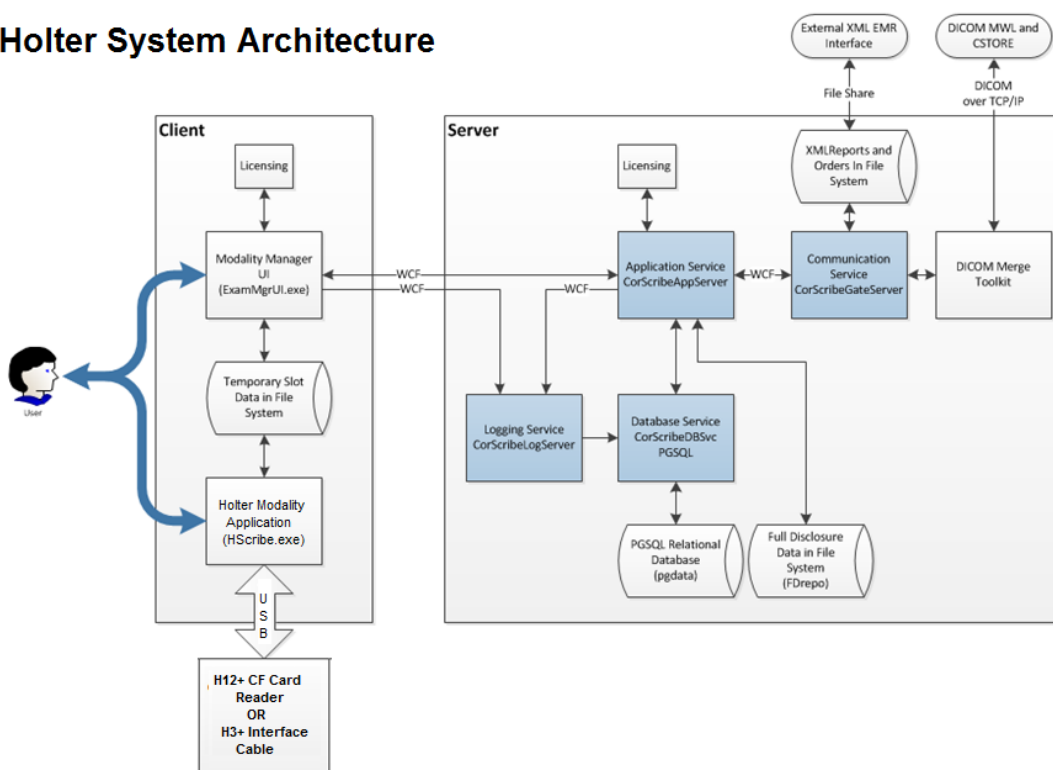 Holter System Architecture
External XML EMR
Interface
DICOM MWL and
CSTORE
File Share
DICOM
over TCP/IP
Client
Server
Licensing
Licensing
XMLReports and
Orders In File
System
Modality Manager
UI
(ExamMgrUI.exe)
WCF
WCF
WCF
Application Service
CorScribeAppServer
WCF
Communication
Service
CorScribeGateServer
DICOM Merge
Toolkit
Temporary Slot
Data in File
System
User
Logging Service
CorScribeLogServer
Database Service
CorScribeDBSvc
PGSQL
Holter Modality
Application
(HScribe.exe)
PGSQL Relational
Database
(pgdata)
Full Disclosure
Data in File
System
(FDrepo)
U
S
B
H12+ CF Card
Reader
OR
H3+ Interface
Cable